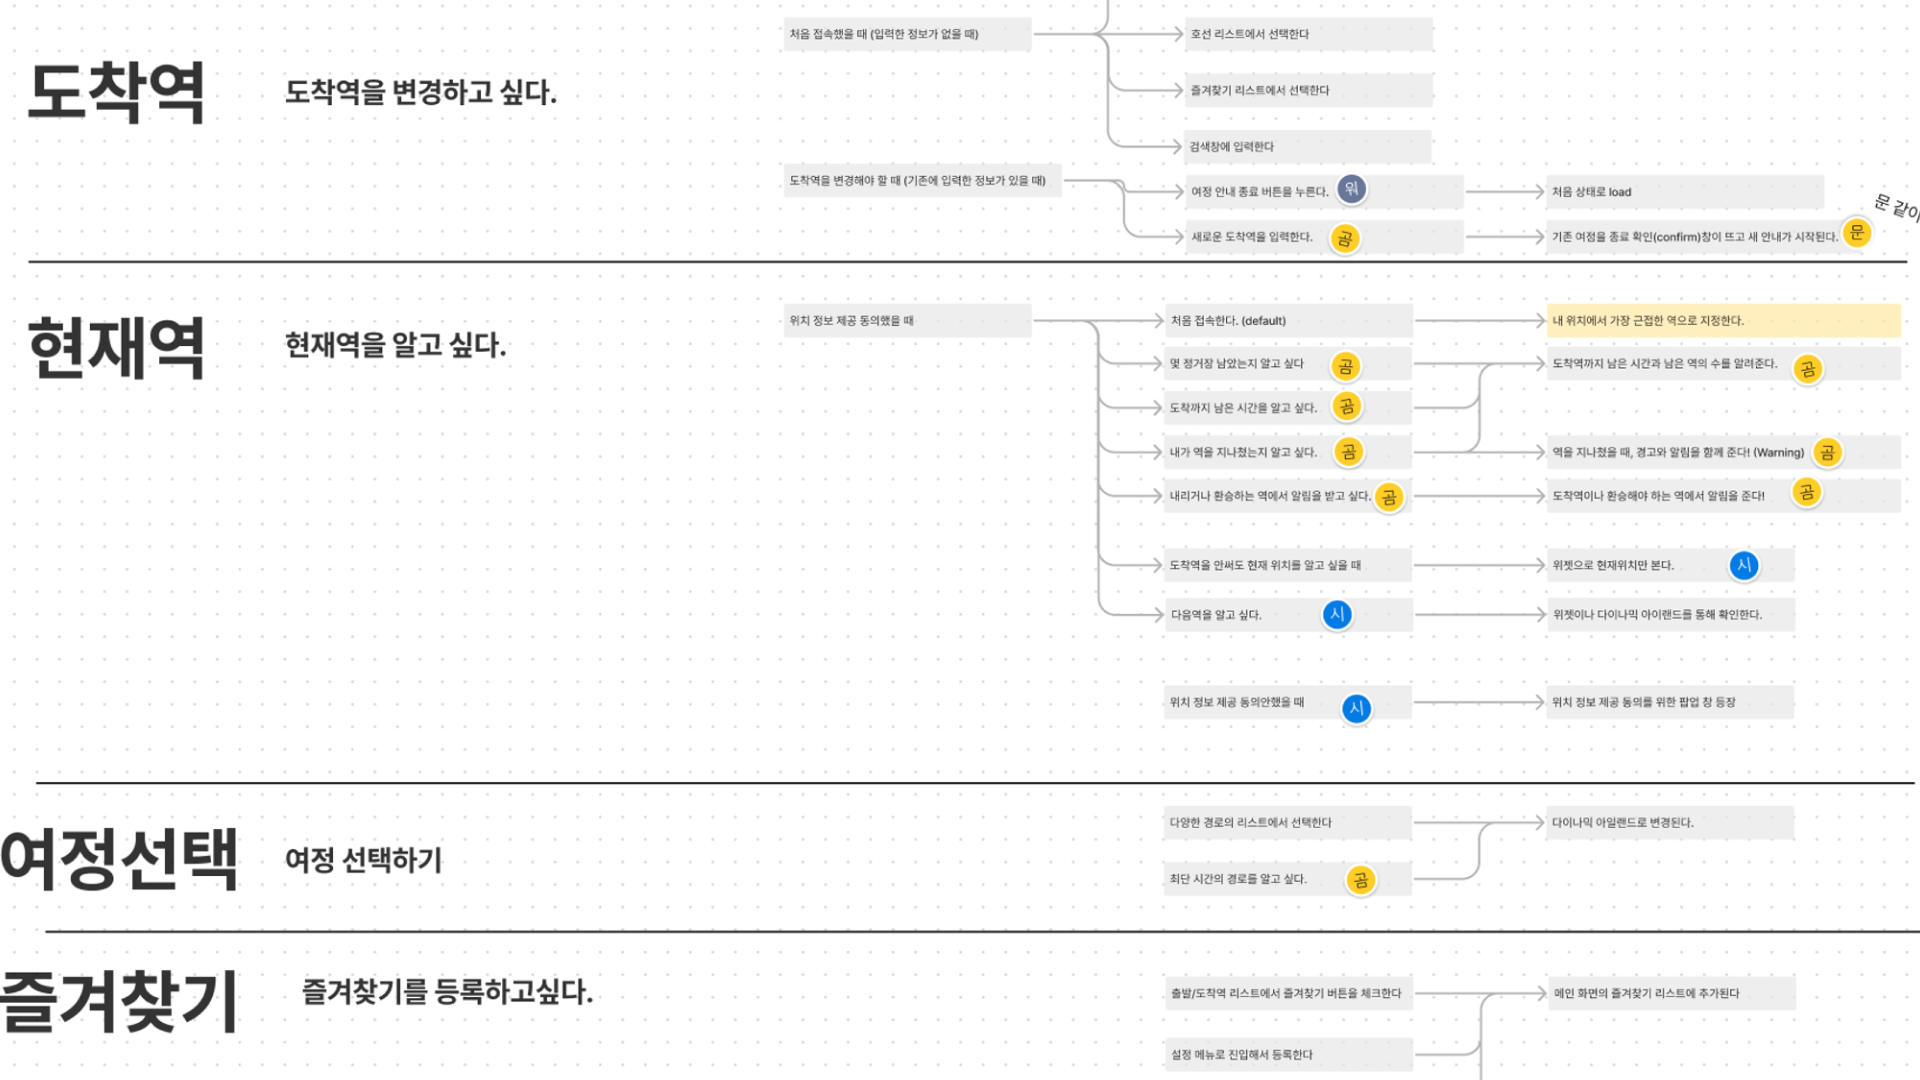 처음 접속했을 때 (입력한 정보가 없을 때)
호선 리스트에서 선택한다
도착역
도착역을 변경하고 싶다.
즐겨찾기 리스트에서 선택한다
검색창에 입력한다
도착역을 변경해야 할 때 (기존에 입력한 정보가 있을 때)
여정 안내 종료 버튼을 누른다.
워
처음 상태로 load
문 같이
새로운 도착역을 입력한다.
곰
기존 여정을 종료 확인(confirm)창이 뜨고 새 안내가 시작된다.
문
현재역
현재역을 알고 싶다.
위치 정보 제공 동의했을 때
처음 접속한다. (default)
내 위치에서 가장 근접한 역으로 지정한다.
몇 정거장 남았는지 알고 싶다
곰
도착역까지 남은 시간과 남은 역의 수를 알려준다.
곰
도착까지 남은 시간을 알고 싶다.
곰
내가 역을 지나쳤는지 알고 싶다.
곰
역을 지나쳤을 때, 경고와 알림을 함께 준다! (Warning)
곰
내리거나 환승하는 역에서 알림을 받고 싶다.
곰
도착역이나 환승해야 하는 역에서 알림을 준다!
곰
도착역을 안써도 현재 위치를 알고 싶을 때
위젯으로 현재위치만 본다.
시
다음역을 알고 싶다.
시
위젯이나 다이나믹 아이랜드를 통해 확인한다.
위치 정보 제공 동의안했을 때
시
위치 정보 제공 동의를 위한 팝업 창 등장
여정선택
여정 선택하기
다양한 경로의 리스트에서 선택한다
다이나믹 아일랜드로 변경된다.
최단 시간의 경로를 알고 싶다.
곰
즐겨찾기
즐겨찾기를 등록하고싶다.
출발/도착역 리스트에서 즐겨찾기 버튼을 체크한다
메인 화면의 즐겨찾기 리스트에 추가된다
설정 메뉴로 진입해서 등록한다